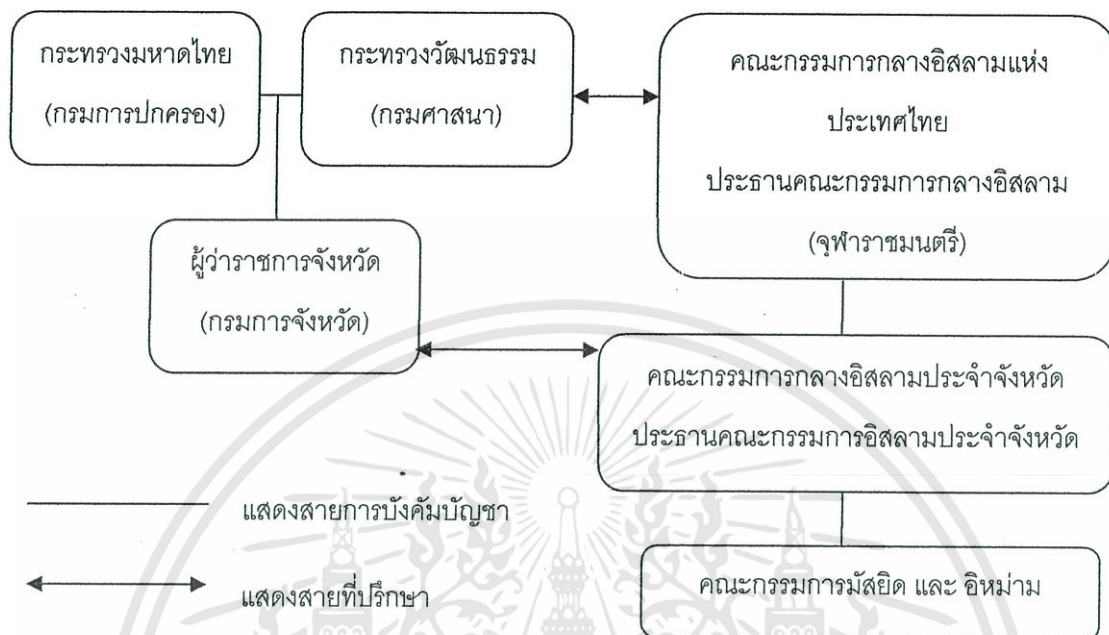 กระทรวงมหาดไทย
(กรมการปกครอง)
กระทรวงวัฒนธรรม
(กรมศาสนา)
คณะกรรมการกลางอิสลามแห่ง
ประเทศไทย
ประธานคณะกรรมการกลางอิสลาม
(จุฬาราชมนตรี)
ผู้ว่าราชการจังหวัด
(กรมการจังหวัด)
คณะกรรมการกลางอิสลามประจำจังหวัด
ประธานคณะกรรมการอิสลามประจำจังหวัด
แสดงสายการบังคัมบัญชา
แสดงสายที่ปรึกษา
คณะกรรมการมัสยิด และ อิหม่าม